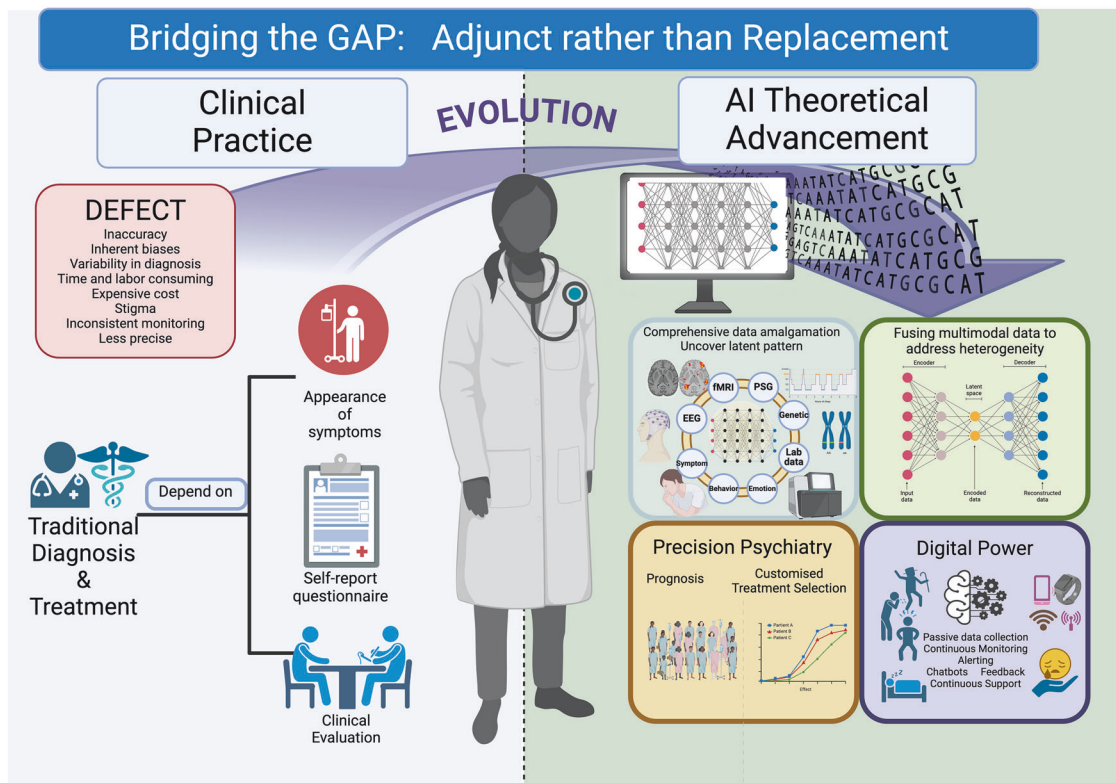 Bridging the GAP: Adjunct rather than Replacement
Clinical
Practice
EVOLUTION
AI Theoretical
Advancement
DEFECT
Inaccuracy
Inherent biases
Variability in diagnosis
Time and labor consuming
Expensive cost
Stigma
Inconsistent monitoring
Less precise
Traditional
Diagnosis
&
Treatment
Depend on
Appearance
of
symptoms
Self-report
questionnaire
Clinical
Evaluation
AAATATCATGCGCAT
Comprehensive data amalgamation
Uncover latent pattern
fMRI
PSG
EEG
Genetic
Symptom
Lab
data
Behavior
Emotion
Fusing multimodal data to
address heterogeneity
Encoder
Decoder
Latent
space
Input
data
Encoded
data
Reconstructed
data
Precision Psychiatry
Prognosis
Customised
Treatment Selection
Patient A
Patient B
Patient C
Effect
Digital Power
Passive data collection
Continuous Monitoring
Alerting
Chatbots Feedback
Continuous Support